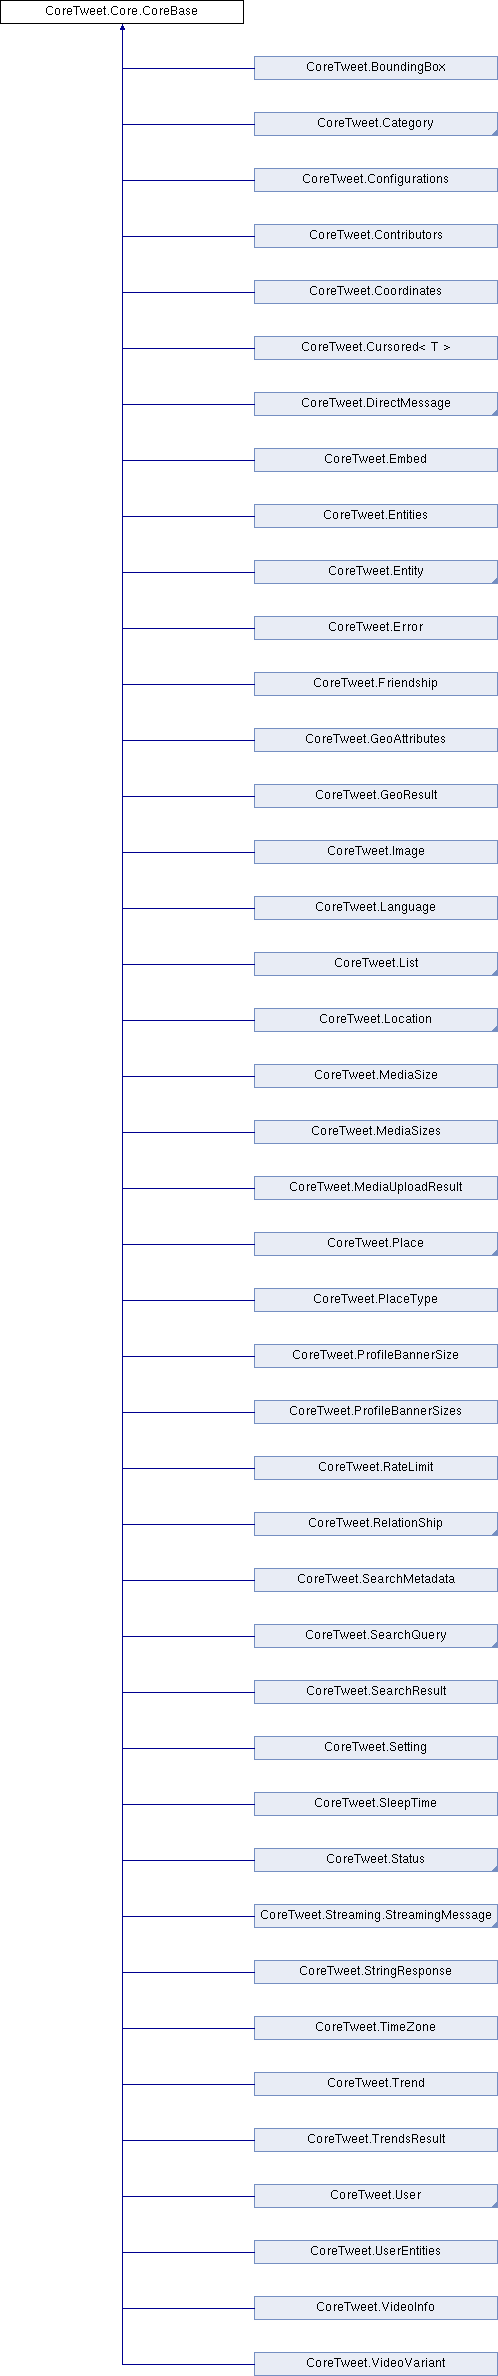 CoreTweet.Core.CoreBase
CoreTweet.BoundingBox
CoreTweet.Category
CoreTweet.Configurations
CoreTweet.Contributors
CoreTweet.Coordinates
CoreTweet.Cursored< T >
CoreTweet.DirectMessage
CoreTweet.Embed
CoreTweet.Entities
CoreTweet.Entity
CoreTweet.Error
CoreTweet.Friendship
CoreTweet.GeoAttributes
CoreTweet.GeoResult
CoreTweet.Image
CoreTweet.Language
CoreTweet.List
CoreTweet.Location
CoreTweet.MediaSize
CoreTweet.MediaSizes
CoreTweet.MediaUploadResult
CoreTweet.Place
CoreTweet.PlaceType
CoreTweet.ProfileBannerSize
CoreTweet.ProfileBannerSizes
CoreTweet.RateLimit
CoreTweet.RelationShip
CoreTweet.SearchMetadata
CoreTweet.SearchQuery
CoreTweet.SearchResult
CoreTweet.Setting
CoreTweet.SleepTime
CoreTweet.Status
CoreTweet.Streaming.StreamingMessage
CoreTweet.StringResponse
CoreTweet.TimeZone
CoreTweet.Trend
CoreTweet.TrendsResult
CoreTweet.User
CoreTweet.UserEntities
CoreTweet.VideoInfo
CoreTweet.VideoVariant